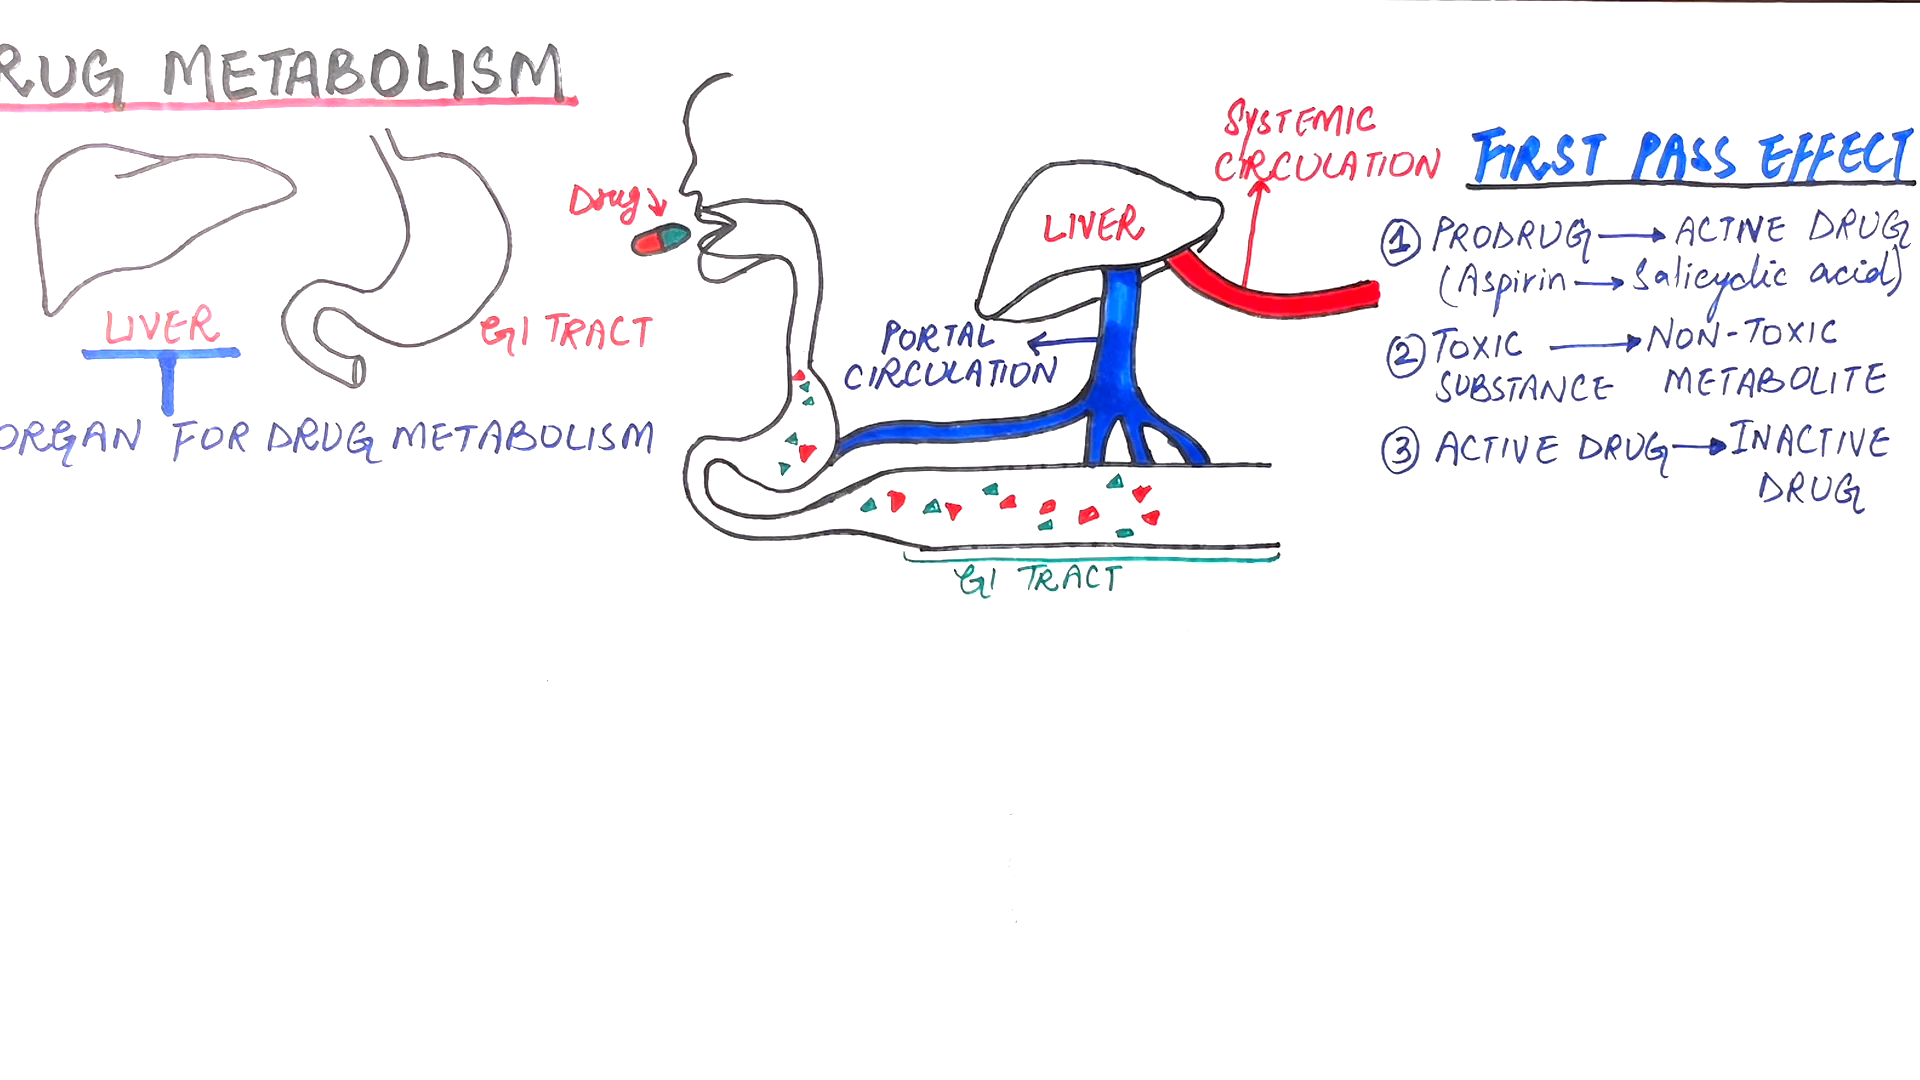 RUG METABOLISM
LIVER
GI TRACT
ORGAN FOR DRUG METABOLISM
Drug
LIVER
SYSTEMIC
CIRCULATION
PORTAL
CIRCULATION
GI TRACT
FIRST PASS EFFECT
① PRODRUG → ACTIVE DRUG
(Aspirin → Salicyclic acid)
② TOXIC → NON-TOXIC
SUBSTANCE METABOLITE
③ ACTIVE DRUG → INACTIVE
DRUG